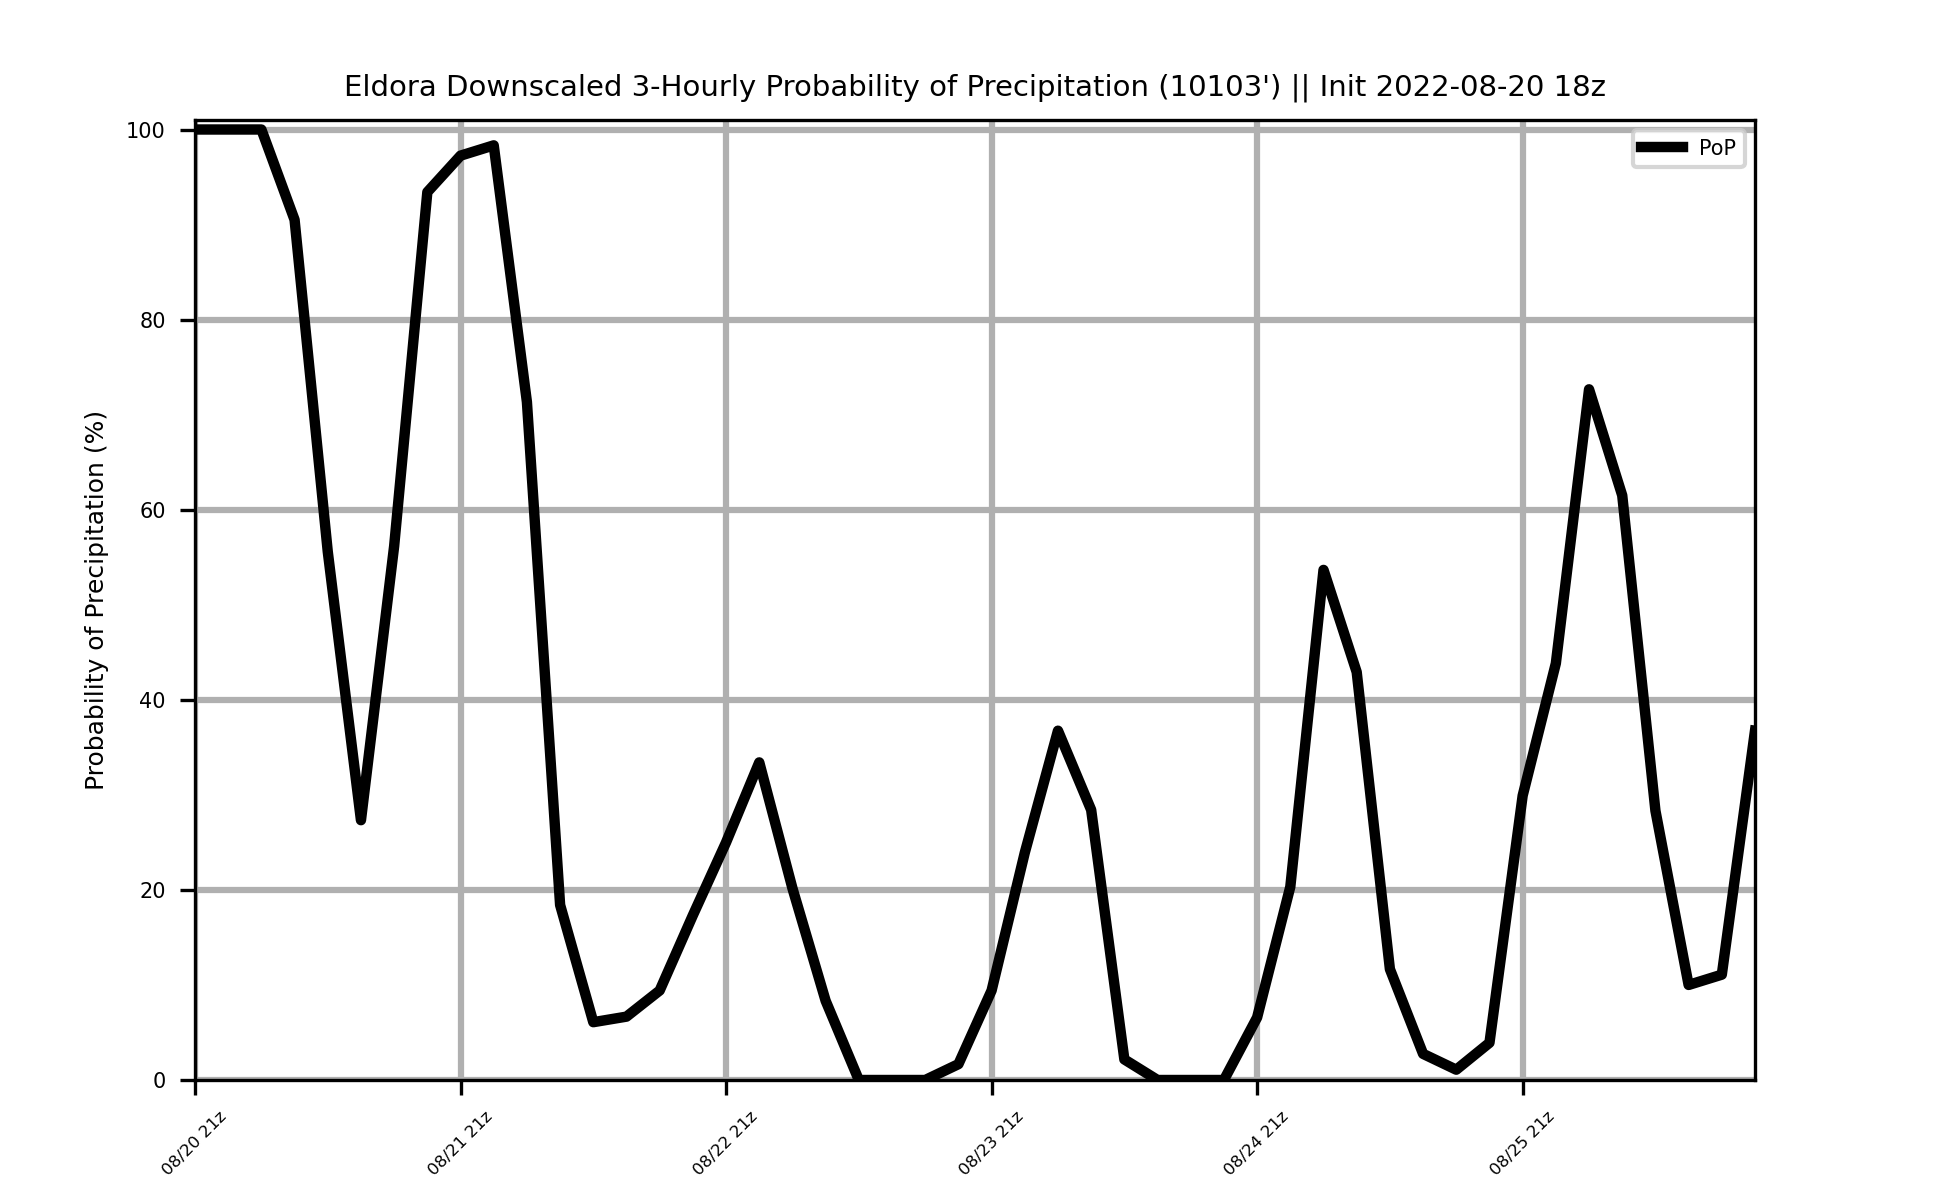 Eldora Downscaled 3-Hourly Probability of Precipitation (10103') || Init 2022-08-20 18z
PoP
Probability of Precipitation (%)
100
80
60
40
20
0
08/20 21z
08/21 21z
08/22 21z
08/23 21z
08/24 21z
08/25 21z